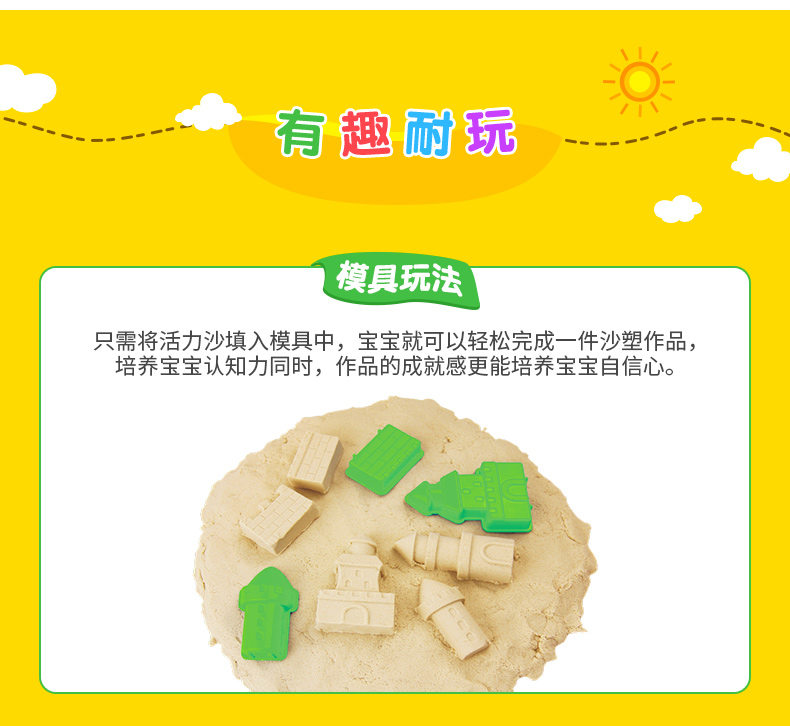 有趣耐玩
模具玩法
只需将活力沙填入模具中，宝宝就可以轻松完成一件沙塑作品，
培养宝宝认知力同时，作品的成就感更能培养宝宝自信心。